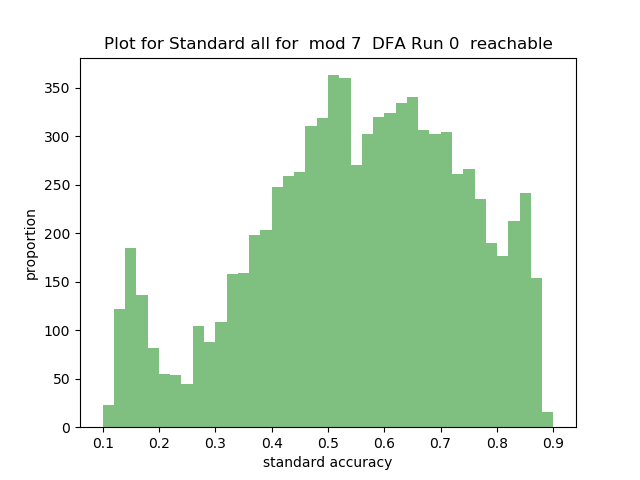 Plot for Standard all for  mod 7  DFA Run 0  reachable
350
300
250
200
150
100
50
0
proportion
0.1 0.2 0.3 0.4 0.5 0.6 0.7 0.8 0.9
standard accuracy